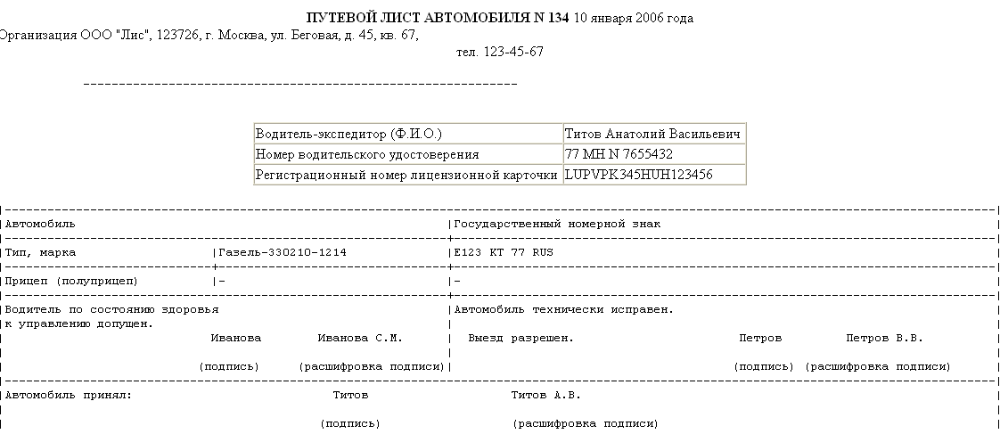 ПУТЕВОЙ ЛИСТ АВТОМОБИЛЯ N 134 10 января 2006 года
Организация ООО "Лис", 123726, г. Москва, ул. Беговая, д. 45, кв. 67,
тел. 123-45-67
Водитель-экспедитор (Ф.И.О.) Титов Анатолий Васильевич
Номер водительского удостоверения 77 МН N 7655432
Регистрационный номер лицензионной карточки LUPVPK345HUH123456
Автомобиль Государственный номерной знак
Тип, марка Газель-330210-1214 Е123 КТ 77 RUS
Прицеп (полуприцеп) - -
Водитель по состоянию здоровья Автомобиль технически исправен.
к управлению допущен.
Иванова Иванова С.М. Выезд разрешен. Петров Петров В.В.
(подпись) (расшифровка подписи) (подпись) (расшифровка подписи)
Автомобиль принял: Титов Титов А.В.
(подпись) (расшифровка подписи)